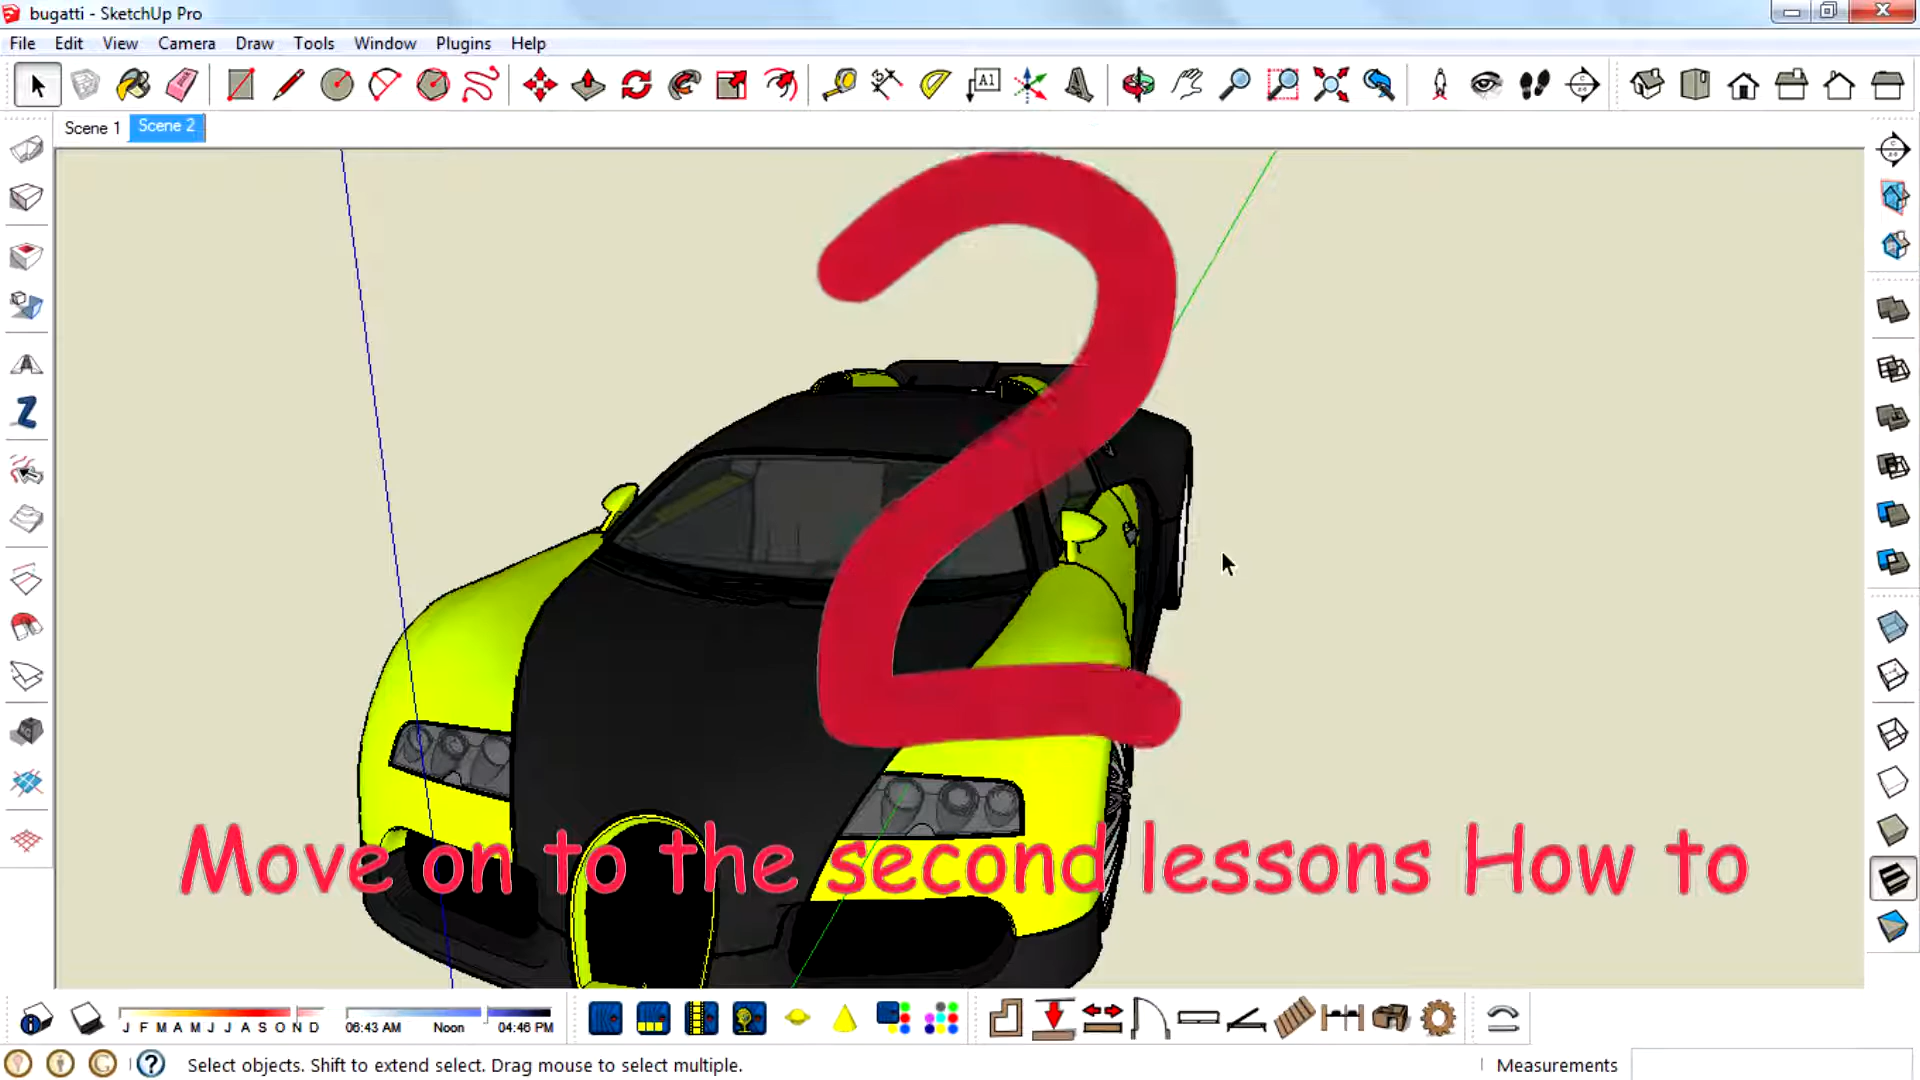 bugatti - SketchUp Pro
File Edit View Camera Draw Tools Window Plugins Help
A1
Scene 1 Scene 2
2
Move on to the second lessons How to
J F M A M J J A S O N D 06:43 AM Noon 04:46 PM
Select objects. Shift to extend select. Drag mouse to select multiple. Measurements